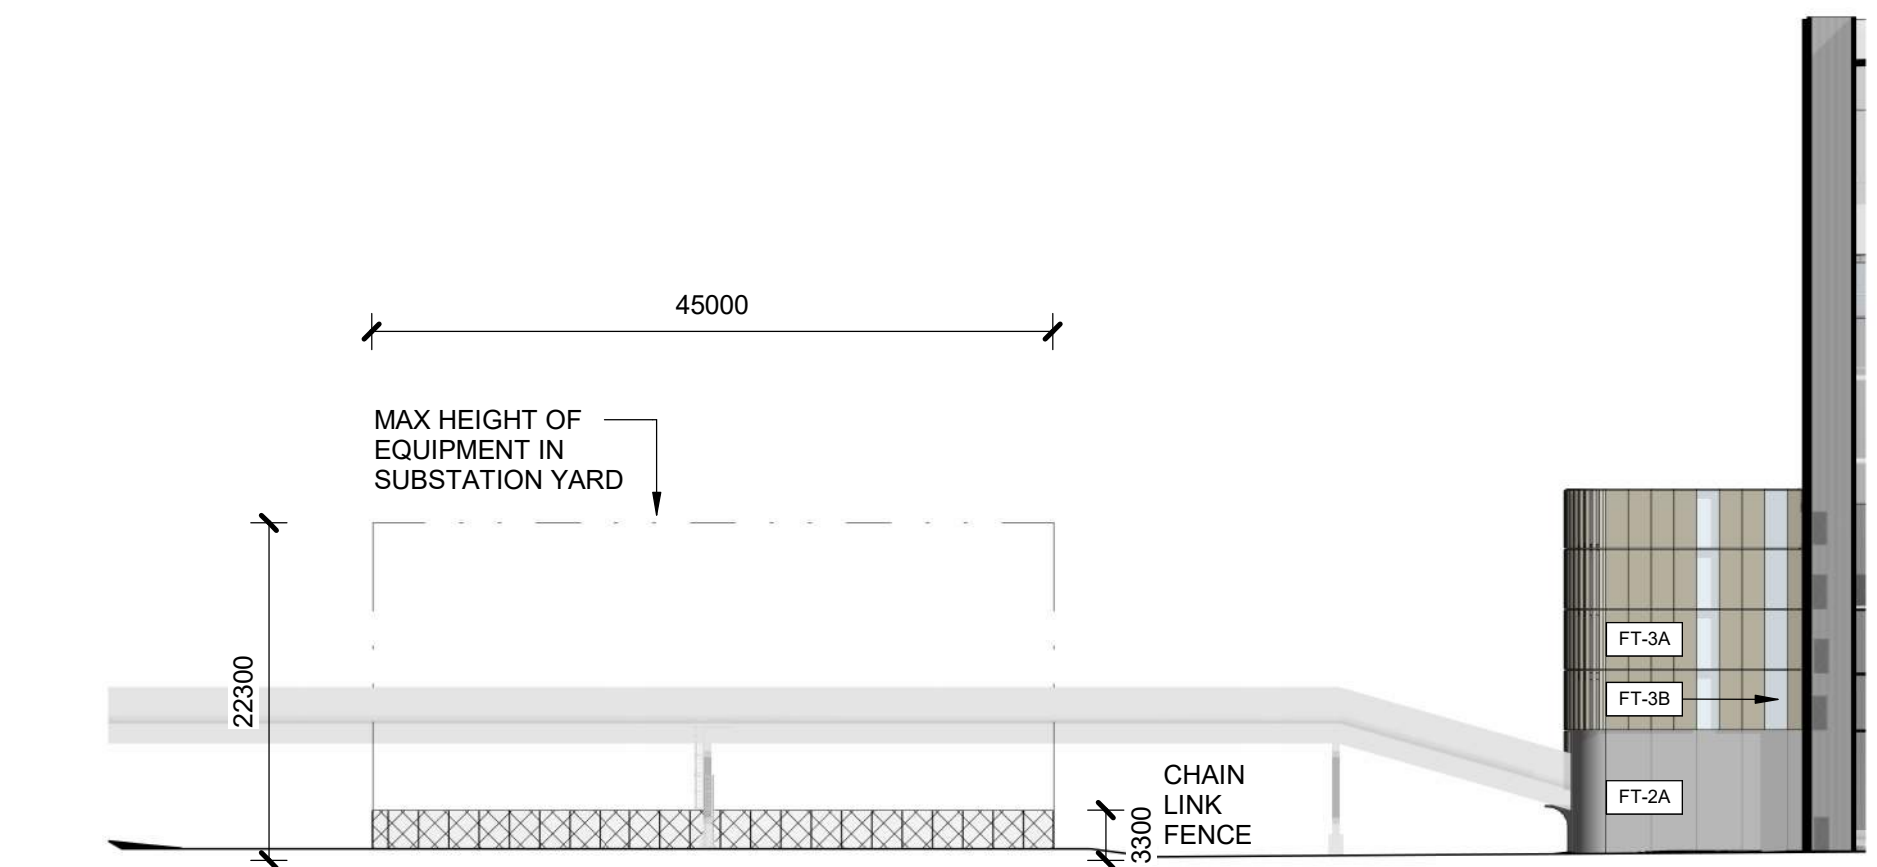 45000
MAX HEIGHT OF
EQUIPMENT IN
SUBSTATION YARD
22300
FT-3A
FT-3B
CHAIN
LINK
FENCE
3300
FT-2A